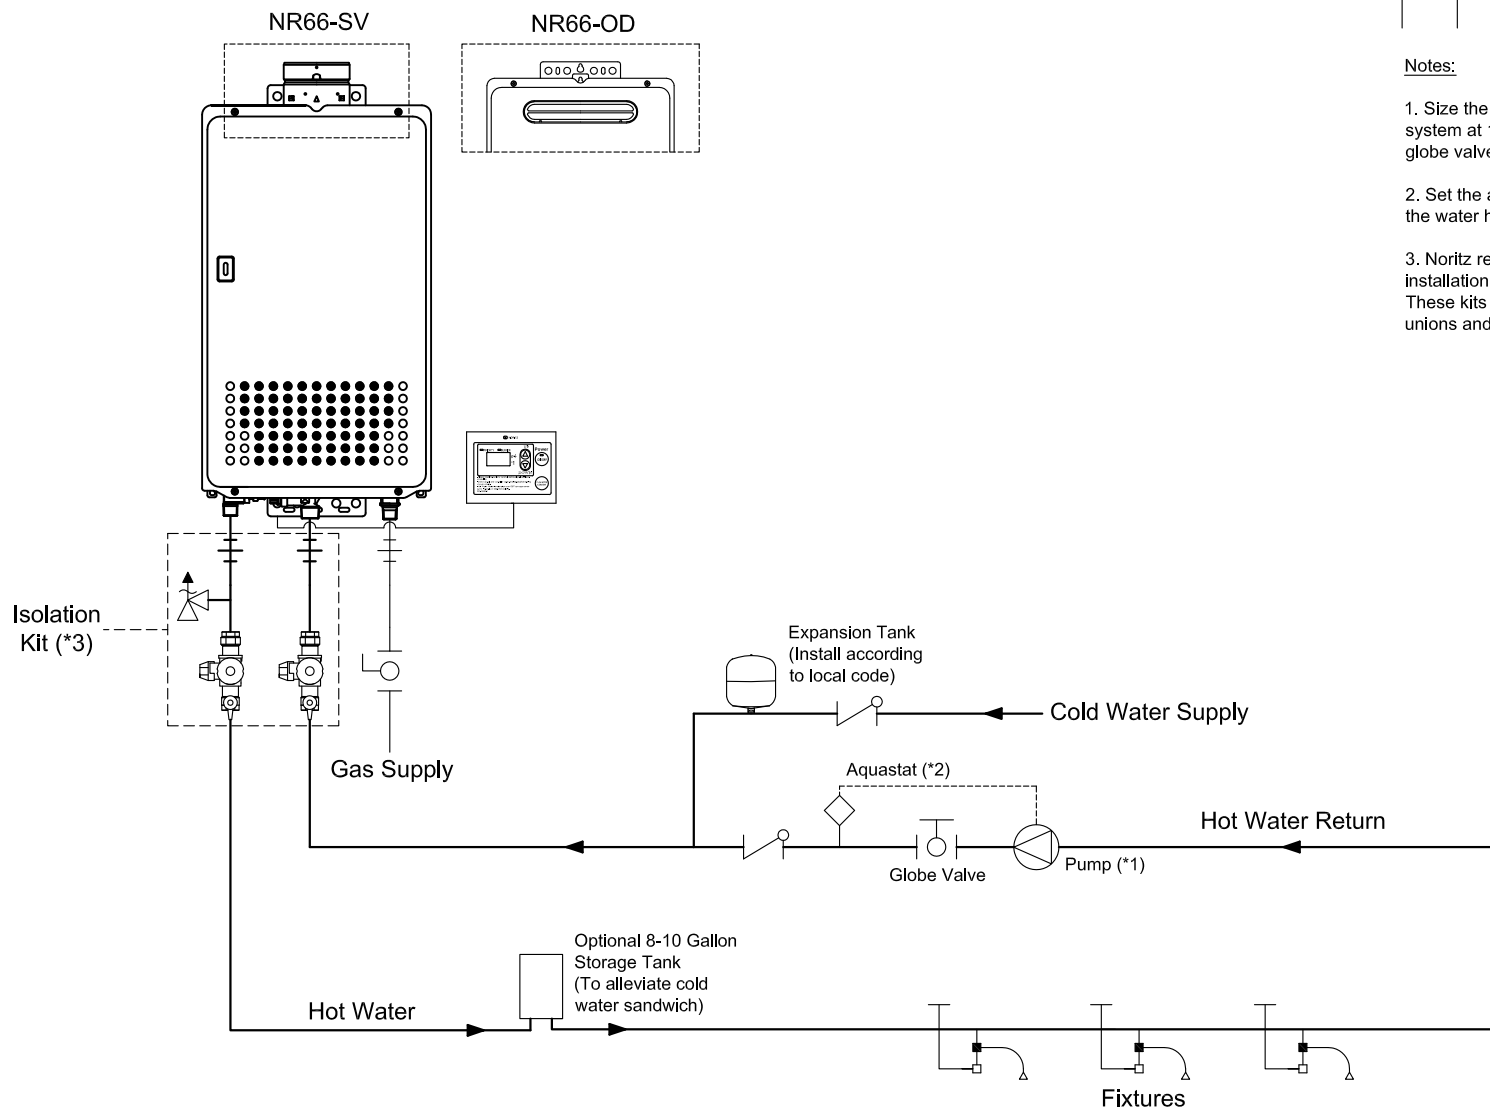 NR66-SV
NR66-OD
Notes:
1. Size the
system at
globe valve
2. Set the
the water
3. Noritz
installation
These kits
unions and
Power
Isolation
Kit (*3)
Gas Supply
Expansion Tank
(Install according
to local code)
Cold Water Supply
Aquastat (*2)
Hot Water Return
Globe Valve
Pump (*1)
Optional 8-10 Gallon
Storage Tank
(To alleviate cold
water sandwich)
Hot Water
Fixtures